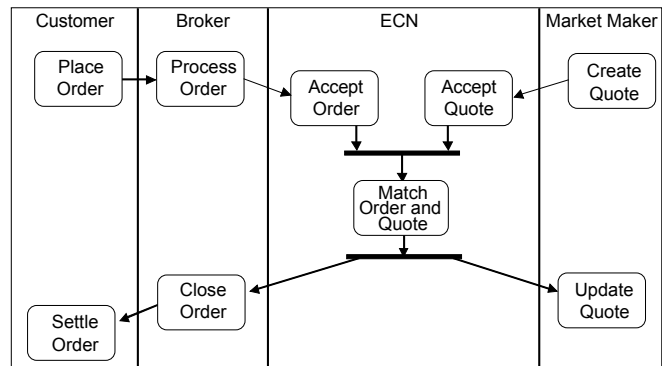 Customer
Broker
ECN
Market Maker
Place
Order
Process
Order
Accept
Order
Accept
Quote
Create
Quote
Match
Order and
Quote
Close
Order
Update
Quote
Settle
Order